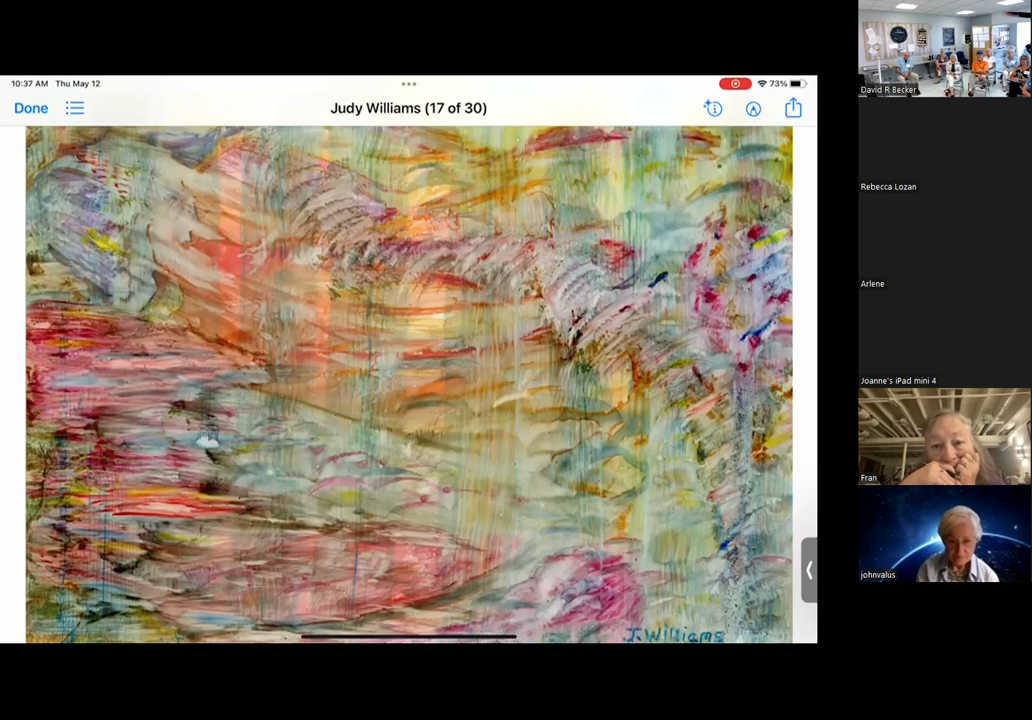 10:37 AM Thu May 12
73%
Done
Judy Williams (17 of 30)
J. Williams
David R Becker
Rebecca Lozan
Arlene
Joanne's iPad mini 4
Fran
johnvalus